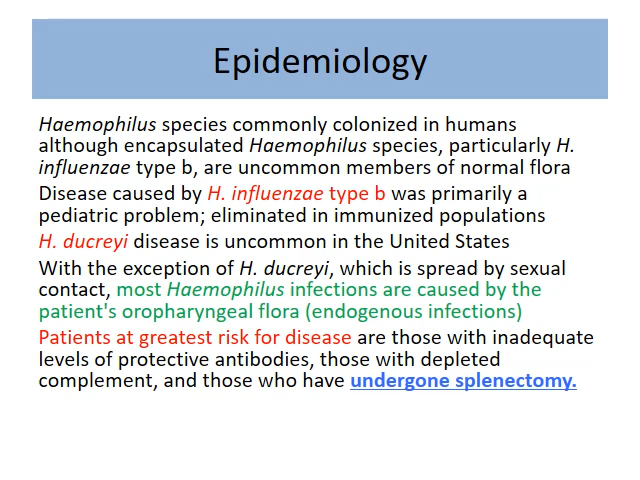 Epidemiology
Haemophilus species commonly colonized in humans
although encapsulated Haemophilus species, particularly H.
influenzae type b, are uncommon members of normal flora
Disease caused by H. influenzae type b was primarily a
pediatric problem; eliminated in immunized populations
H. ducreyi disease is uncommon in the United States
With the exception of H. ducreyi, which is spread by sexual
contact, most Haemophilus infections are caused by the
patient's oropharyngeal flora (endogenous infections)
Patients at greatest risk for disease are those with inadequate
levels of protective antibodies, those with depleted
complement, and those who have undergone splenectomy.